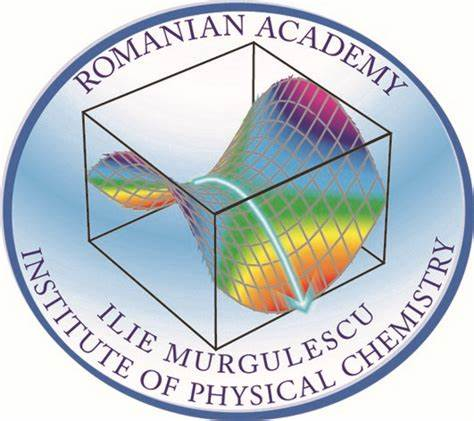 ROMANIAN ACADEMY
ILIE MURGULESCU
INSTITUTE OF PHYSICAL CHEMISTRY